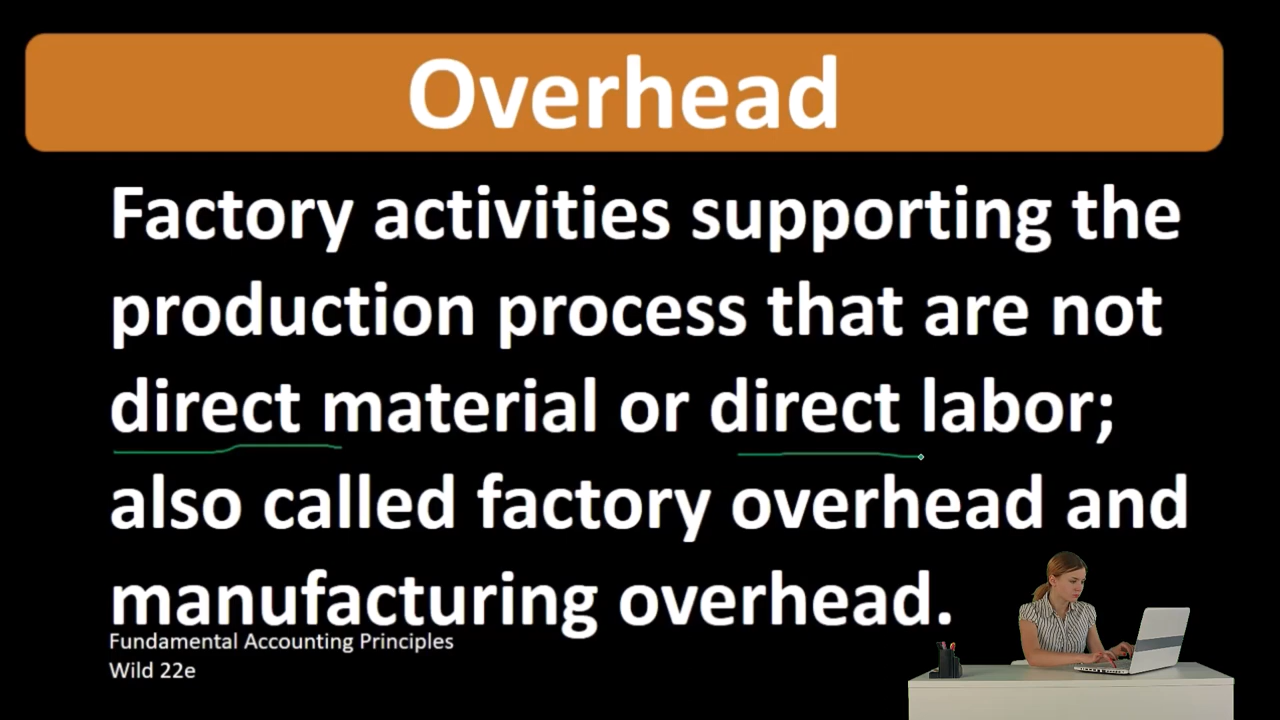 Overhead
Factory activities supporting the
production process that are not
direct material or direct labor;
also called factory overhead and
manufacturing overhead.
Fundamental Accounting Principles
Wild 22e